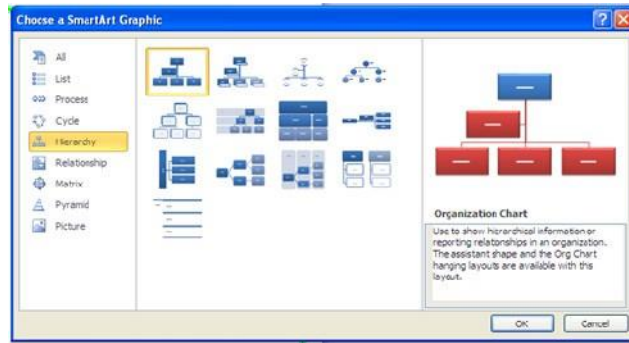 Choose a SmartArt Graphic
All
List
Process
Cycle
Hierarchy
Relationship
Matrix
Pyramid
Picture
Organization Chart
Use to show hierarchical information or
reporting relationships in an organization.
The assistant shape and the Org Chart
hanging layouts are available with this
layout.
OK
Cancel